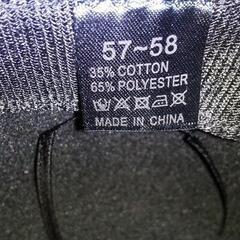 57~58
35% COTTON
65% POLYESTER
MADE IN CHINA